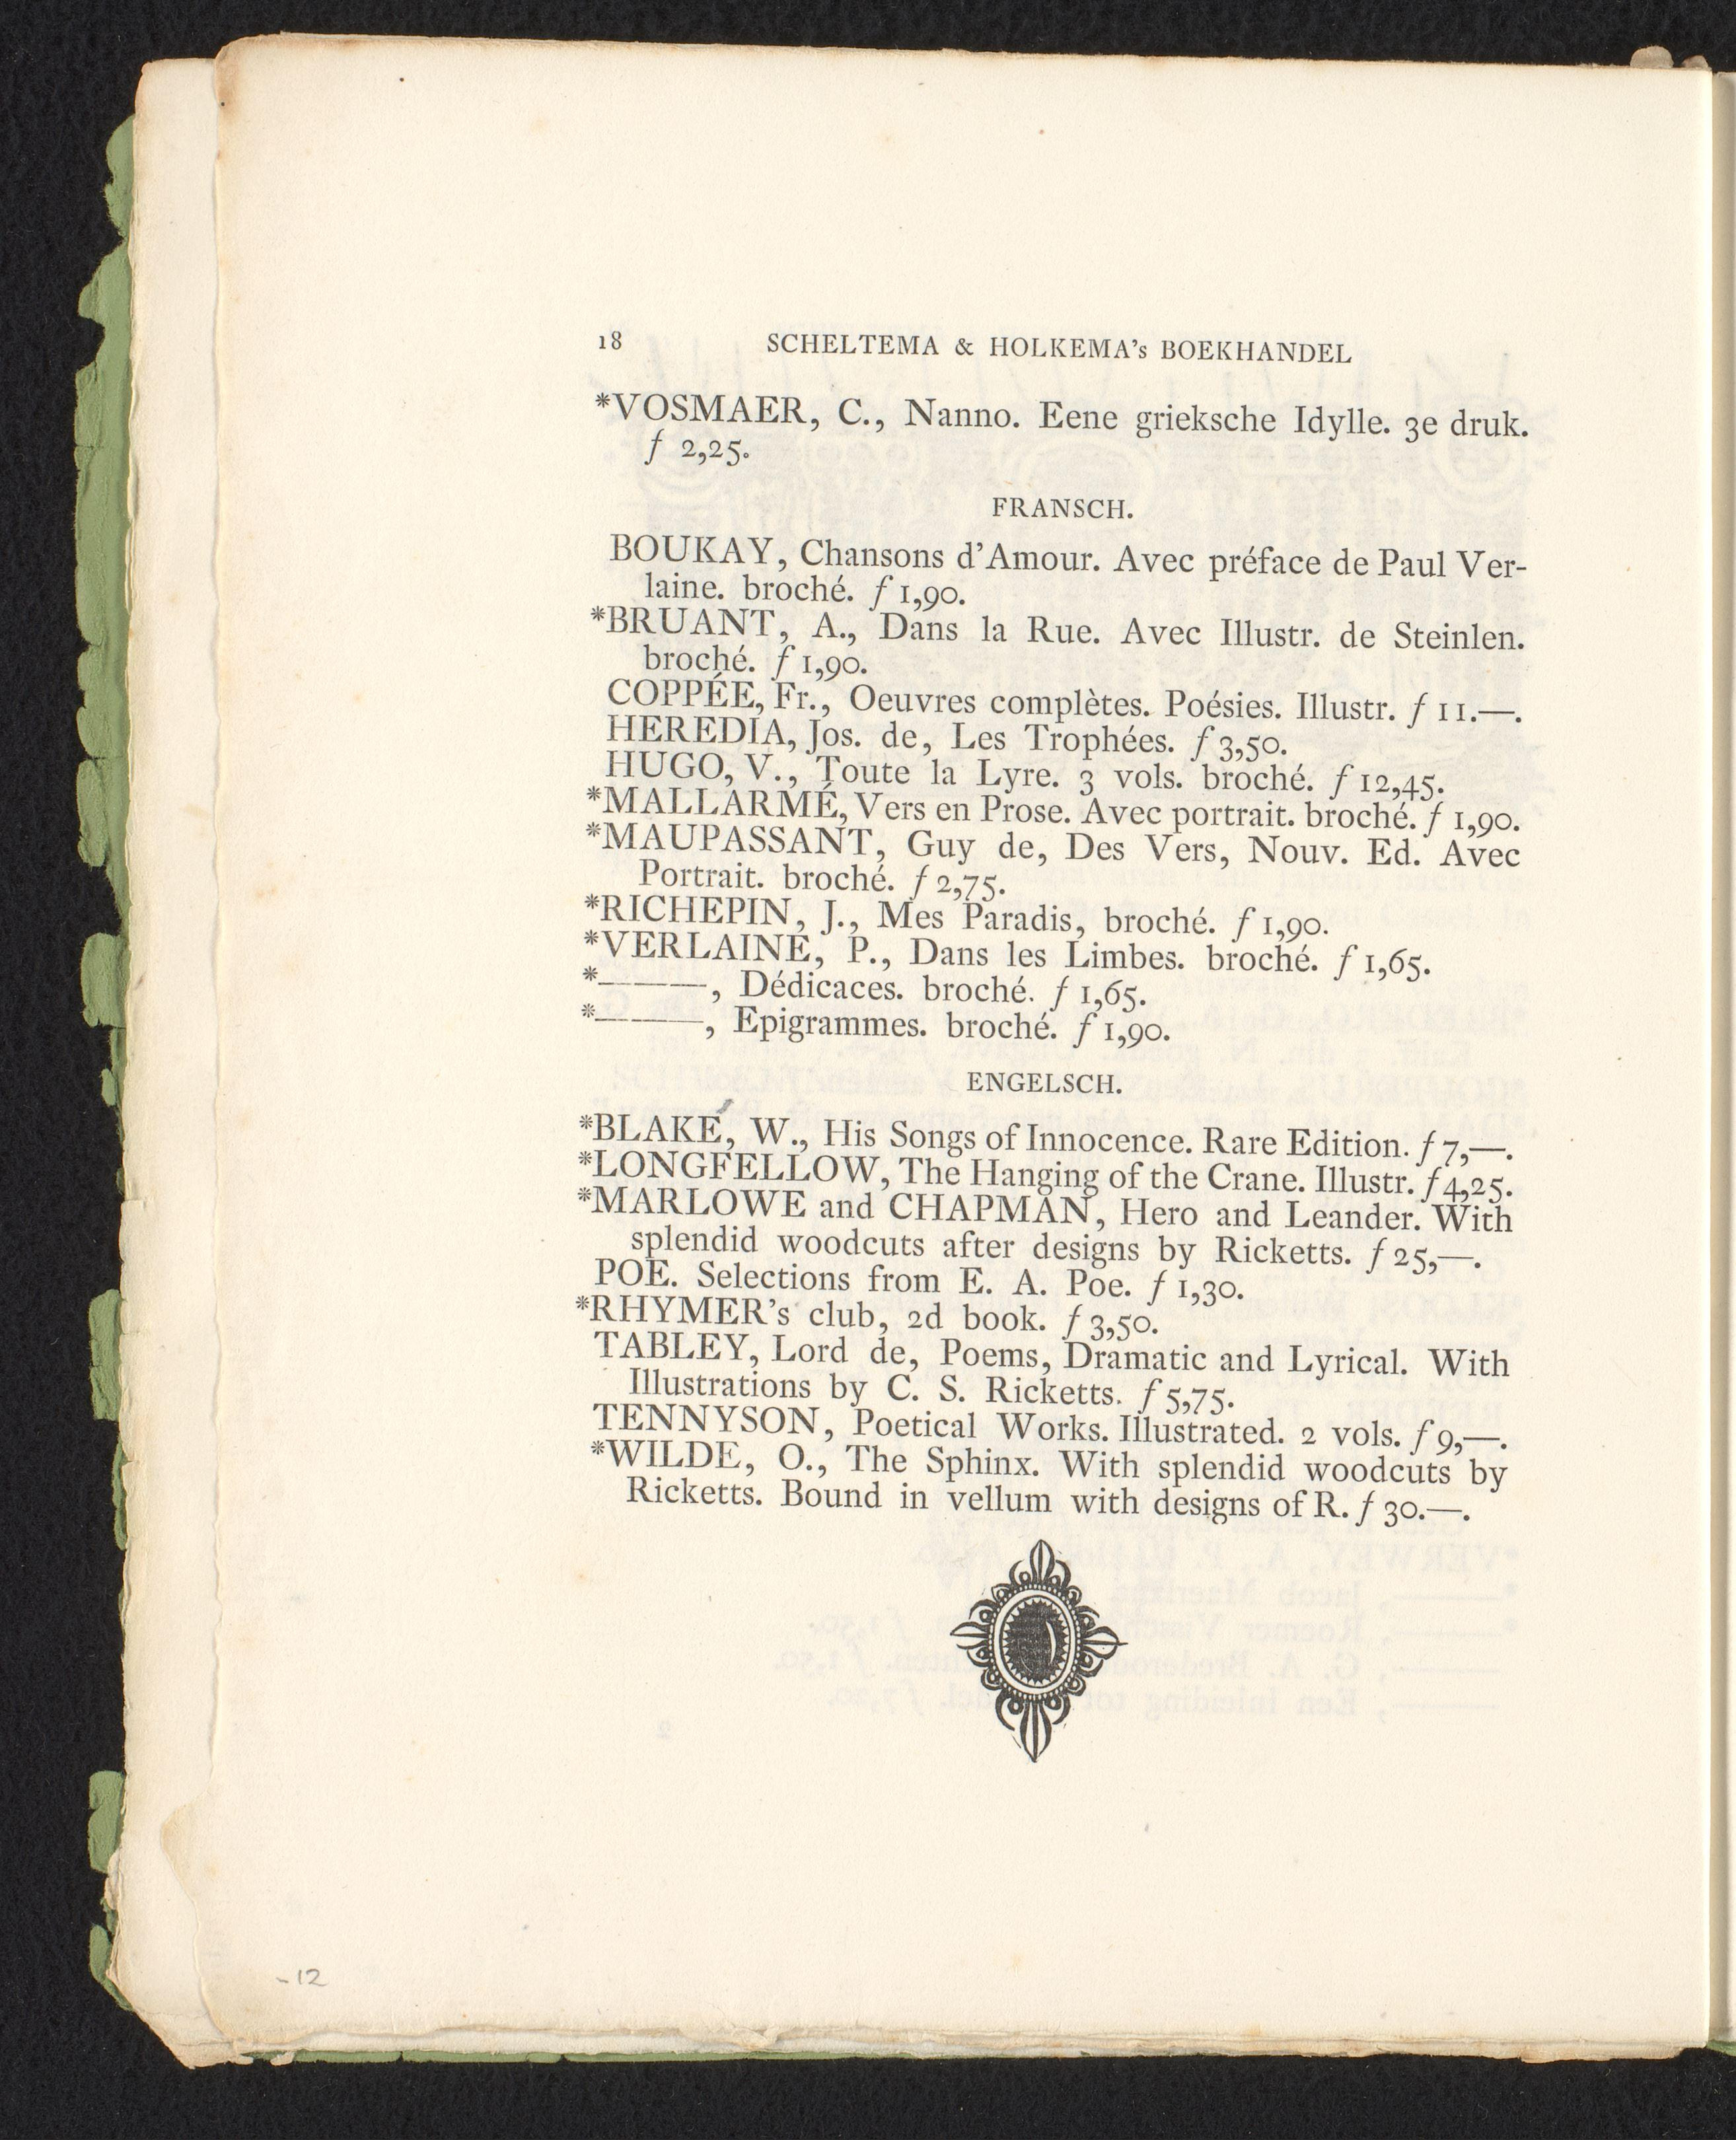 18 SCHELTEMA & HOLKEMA's BOEKHANDEL
*VOSMAER, C., Nanno. Eene grieksche Idylle. 3e druk.
f 2,25.
FRANSCH.
BOUKAY, Chansons d'Amour. Avec préface de Paul Ver-
laine. broché. f 1,90.
*BRUANT, A., Dans la Rue. Avec Illustr. de Steinlen.
broché. f 1,90.
COPPÉE, Fr., Oeuvres complètes. Poésies. Illustr. f 11.—.
HEREDIA, Jos. de, Les Trophées. f 3,50.
HUGO, V., Toute la Lyre. 3 vols. broché. f 12,45.
*MALLARMÉ, Vers en Prose. Avec portrait. broché. f 1,90.
*MAUPASSANT, Guy de, Des Vers, Nouv. Ed. Avec
Portrait. broché. f 2,75.
*RICHEPIN, J., Mes Paradis, broché. f 1,90.
*VERLAINE, P., Dans les Limbes. broché. f 1,65.
*———, Dédicaces. broché. f 1,65.
*———, Epigrammes. broché. f 1,90.
ENGELSCH.
*BLAKE, W., His Songs of Innocence. Rare Edition. f 7,—.
*LONGFELLOW, The Hanging of the Crane. Illustr. f 4,25.
*MARLOWE and CHAPMAN, Hero and Leander. With
splendid woodcuts after designs by Ricketts. f 25,—.
POE. Selections from E. A. Poe. f 1,30.
*RHYMER's club, 2d book. f 3,50.
TABLEY, Lord de, Poems, Dramatic and Lyrical. With
Illustrations by C. S. Ricketts. f 5,75.
TENNYSON, Poetical Works. Illustrated. 2 vols. f 9,—.
*WILDE, O., The Sphinx. With splendid woodcuts by
Ricketts. Bound in vellum with designs of R. f 30.—.
-12